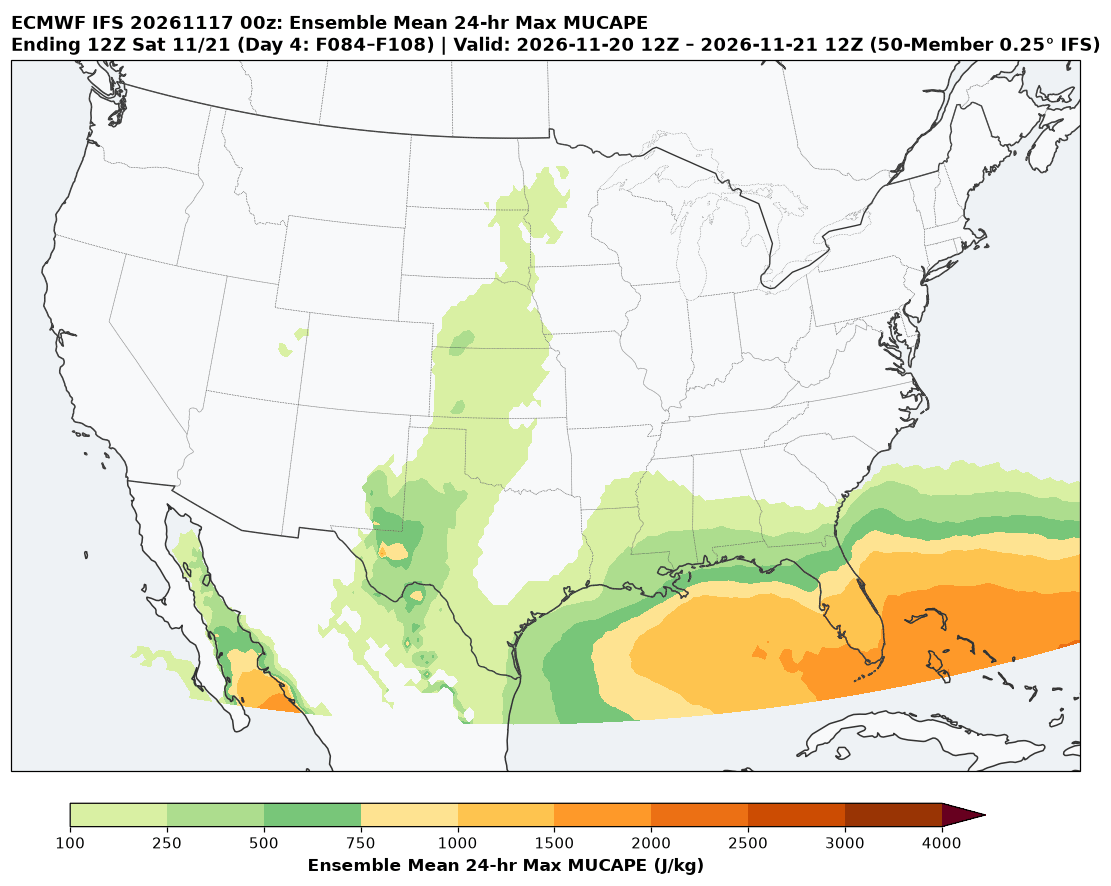 ECMWF IFS 20261117 00z: Ensemble Mean 24-hr Max MUCAPE
Ending 12Z Sat 11/21 (Day 4: F084–F108) | Valid: 2026-11-20 12Z – 2026-11-21 12Z (50-Member 0.25° IFS)
100 250 500 750 1000 1500 2000 2500 3000 4000
Ensemble Mean 24-hr Max MUCAPE (J/kg)